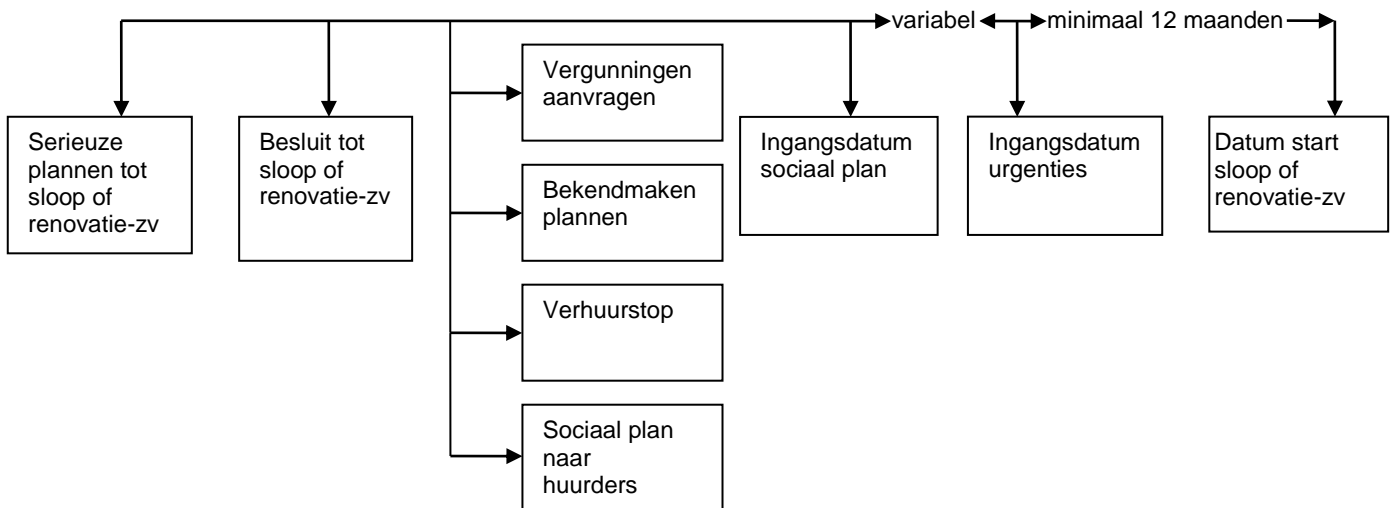 variabel
minimaal 12 maanden
Serieuze
plannen tot
sloop of
renovatie-zv
Besluit tot
sloop of
renovatie-zv
Vergunningen
aanvragen
Bekendmaken
plannen
Verhuurstop
Sociaal plan
naar
huurders
Ingangsdatum
sociaal plan
Ingangsdatum
urgenties
Datum start
sloop of
renovatie-zv